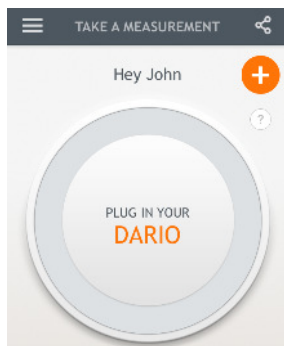 TAKE A MEASUREMENT
Hey John
+
?
PLUG IN YOUR
DARIO